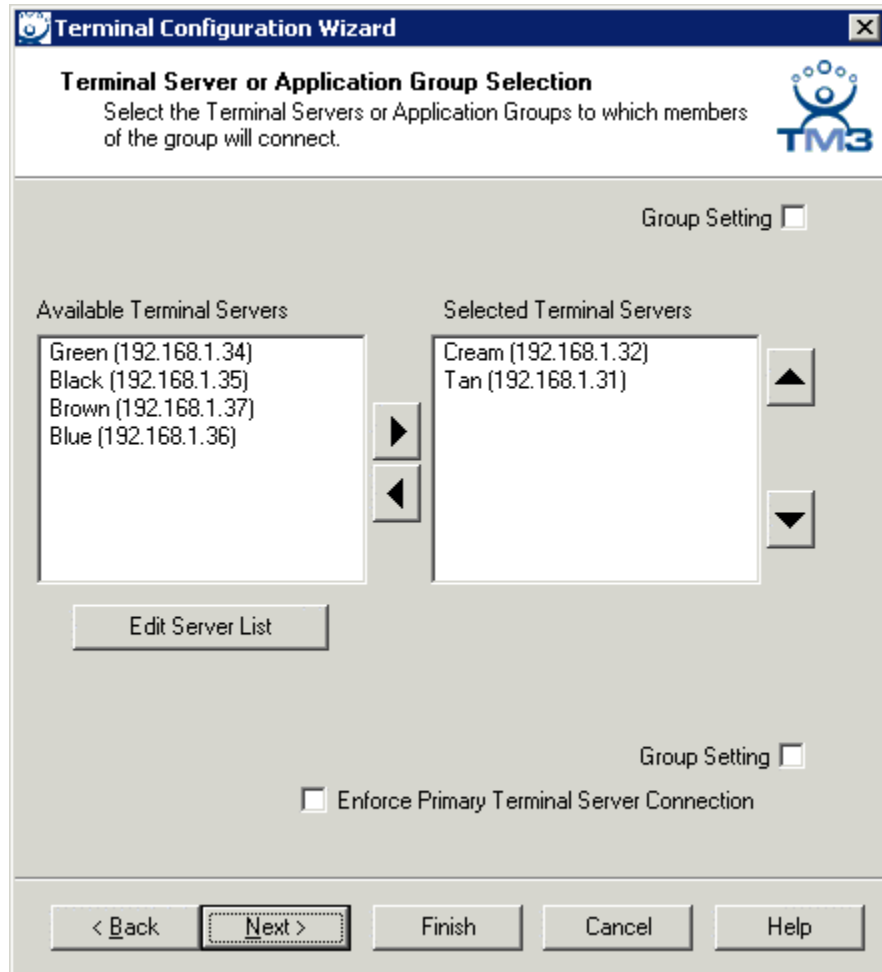 Terminal Configuration Wizard
Terminal Server or Application Group Selection
Select the Terminal Servers or Application Groups to which members
of the group will connect.
TM3
Group Setting
Available Terminal Servers
Selected Terminal Servers
Green (192.168.1.34)
Black (192.168.1.35)
Brown (192.168.1.37)
Blue (192.168.1.36)
Cream (192.168.1.32)
Tan (192.168.1.31)
Edit Server List
Group Setting
Enforce Primary Terminal Server Connection
< Back
Next >
Finish
Cancel
Help